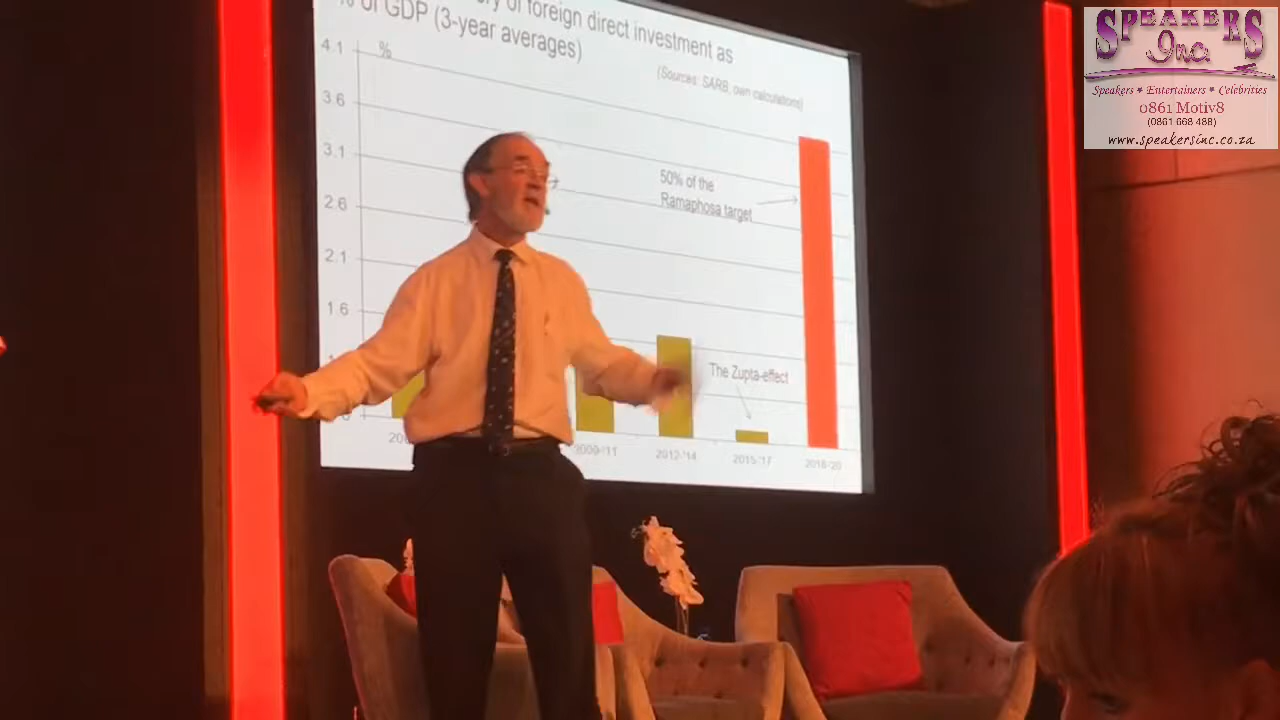 of foreign direct investment as
% of GDP (3-year averages)
(Sources: SARB, own calculations)
%
4.1
3.6
3.1
2.6
2.1
1.6
50% of the
Ramaphosa target
The Zupta-effect
2009-'11
2012-'14
2015-'17
2018-'20
SPEAKERS
Inc.
Speakers * Entertainers * Celebrities
0861 Motiv8
(0861 668 488)
www.speakersinc.co.za